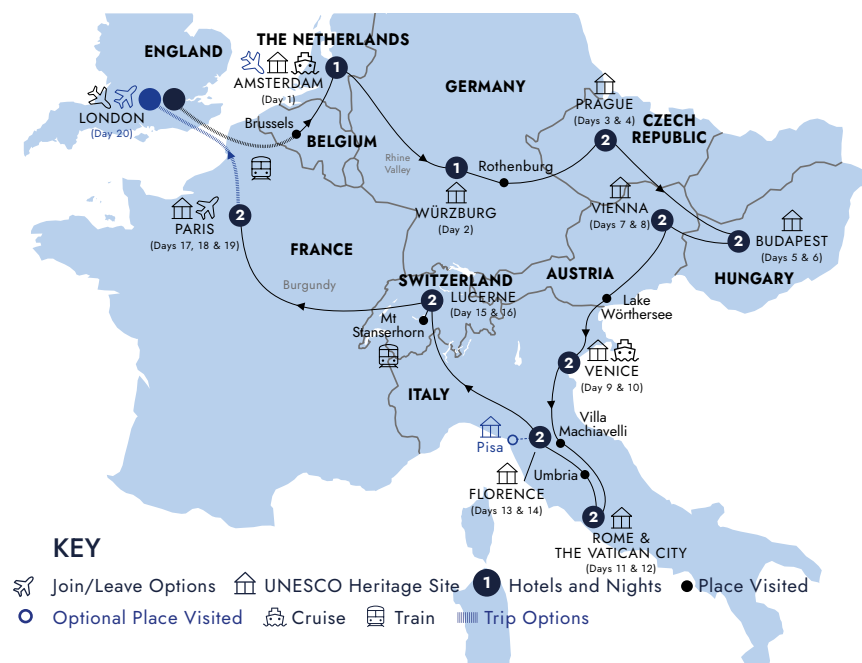 THE NETHERLANDS
ENGLAND
1
AMSTERDAM
(Day 1)
GERMANY
PRAGUE
(Days 3 & 4)
2
CZECH
REPUBLIC
LONDON
(Day 20)
Brussels
BELGIUM
Rhine
Valley
1
Rothenburg
WÜRZBURG
(Day 2)
VIENNA
(Days 7 & 8)
2
2
BUDAPEST
(Days 5 & 6)
HUNGARY
2
PARIS
(Days 17, 18 & 19)
FRANCE
Burgundy
SWITZERLAND
2
LUCERNE
(Day 15 & 16)
Mt
Stanserhorn
AUSTRIA
Lake
Wörthersee
2
VENICE
(Day 9 & 10)
ITALY
Villa
Machiavelli
Pisa
2
Umbria
FLORENCE
(Days 13 & 14)
2
ROME &
THE VATICAN CITY
(Days 11 & 12)
KEY
Join/Leave Options
UNESCO Heritage Site
1
Hotels and Nights
Place Visited
Optional Place Visited
Cruise
Train
Trip Options